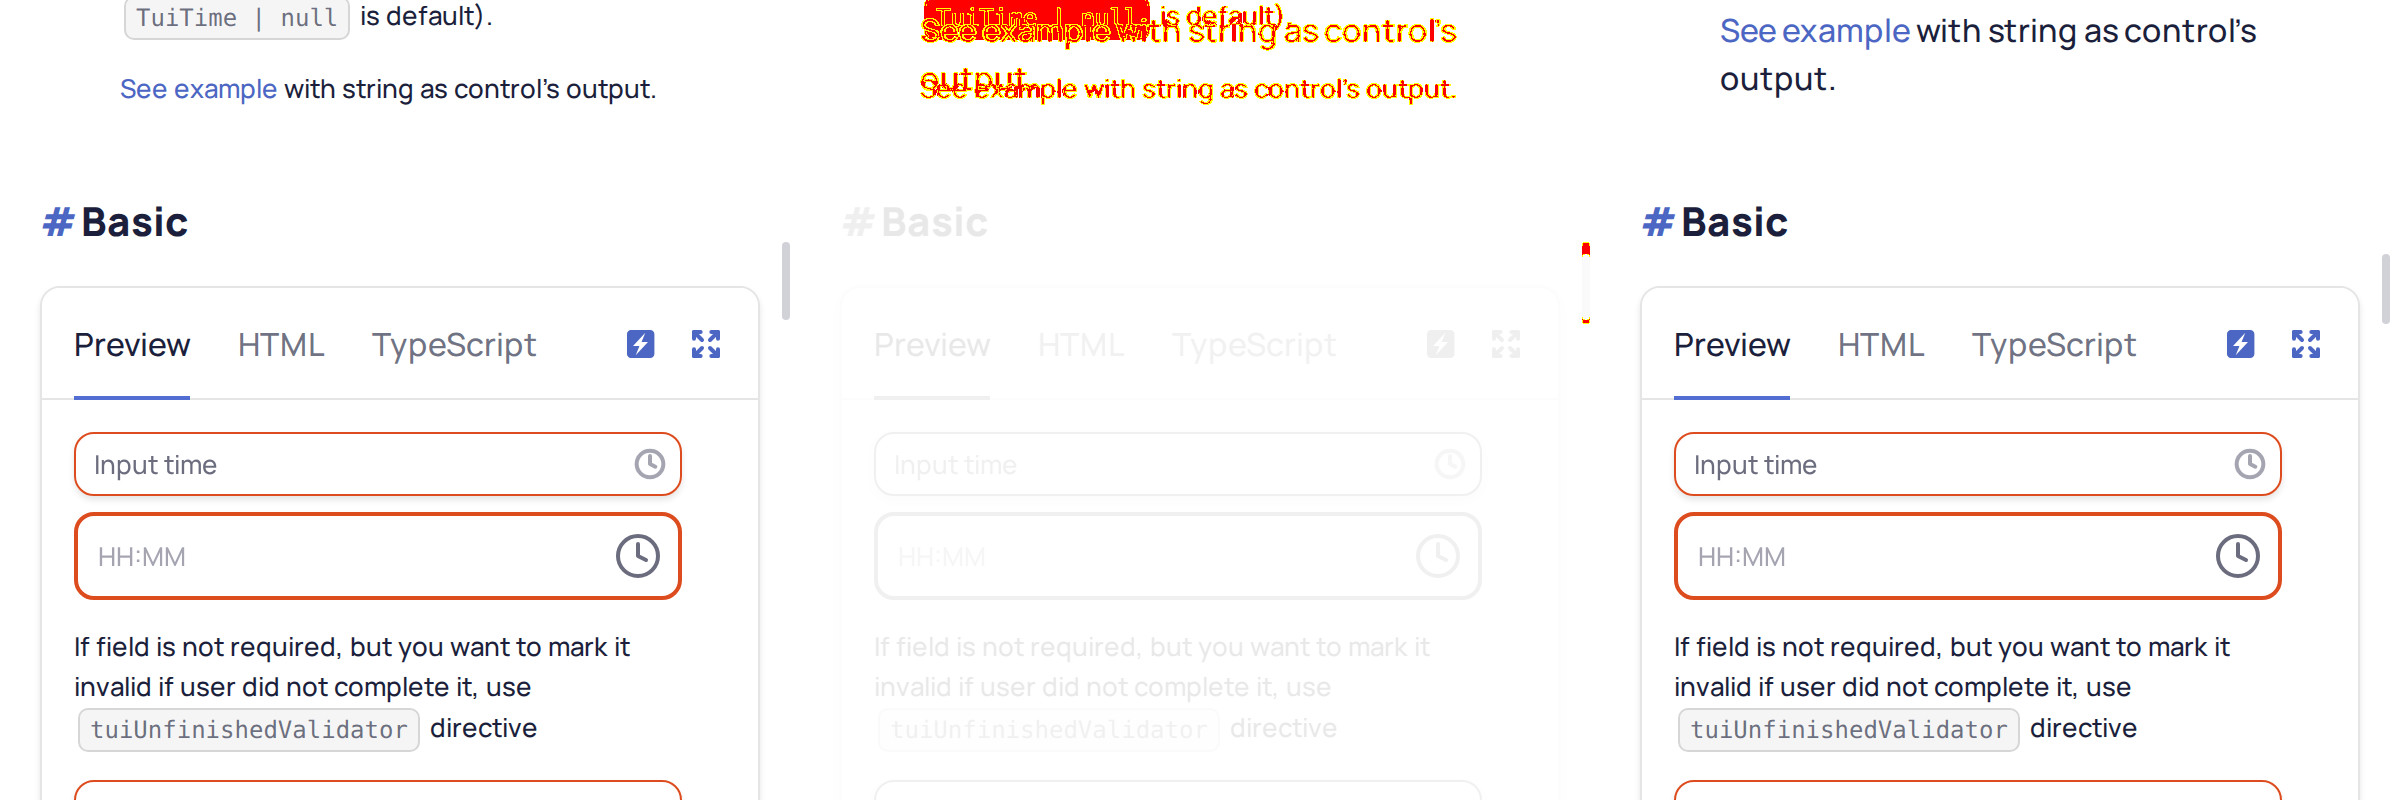 TuiTime | null is default).
See example with string as control's output.
# Basic
Preview HTML TypeScript
Input time
HH:MM
If field is not required, but you want to mark it
invalid if user did not complete it, use
tuiUnfinishedValidator directive
TuiTime | null is default).
See example with string as control's
output.
See example with string as control's output.
# Basic
Preview HTML TypeScript
Input time
HH:MM
If field is not required, but you want to mark it
invalid if user did not complete it, use
tuiUnfinishedValidator directive
See example with string as control's
output.
# Basic
Preview HTML TypeScript
Input time
HH:MM
If field is not required, but you want to mark it
invalid if user did not complete it, use
tuiUnfinishedValidator directive